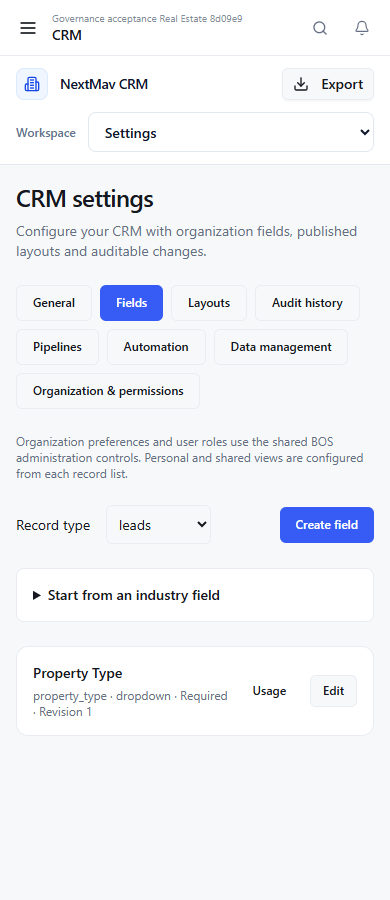 Governance acceptance Real Estate 8d09e9
CRM
NextMav CRM
Export
Workspace
Settings
CRM settings
Configure your CRM with organization fields, published
layouts and auditable changes.
General
Fields
Layouts
Audit history
Pipelines
Automation
Data management
Organization & permissions
Organization preferences and user roles use the shared BOS
administration controls. Personal and shared views are configured
from each record list.
Record type
leads
Create field
Start from an industry field
Property Type
property_type · dropdown · Required
· Revision 1
Usage
Edit